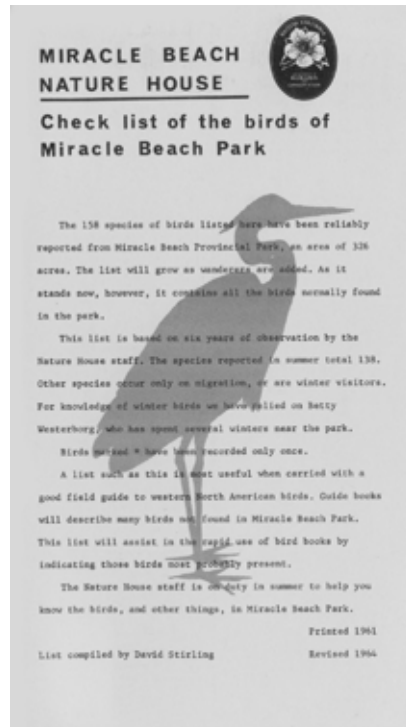 MIRACLE BEACH
NATURE HOUSE
Check list of the birds of
Miracle Beach Park
The 158 species of birds listed here have been reliably
reported from Miracle Beach Provincial Park, an area of 326
acres. The list will grow as wanderers are added. As it
stands now, however, it contains all the birds normally found
in the park.
This list is based on six years of observation by the
Nature House staff. The species reported in summer total 138.
Other species occur only on migration, or are winter visitors.
For knowledge of winter birds we have relied on Betty
Westerborg, who has spent several winters near the park.
Birds marked * have been recorded only once.
A list such as this is most useful when carried with a
good field guide to western North American birds. Guide books
will describe many birds not found in Miracle Beach Park.
This list will assist in the rapid use of bird books by
indicating those birds most probably present.
The Nature House staff is on duty in summer to help you
know the birds, and other things, in Miracle Beach Park.
Printed 1961
List compiled by David Stirling Revised 1964